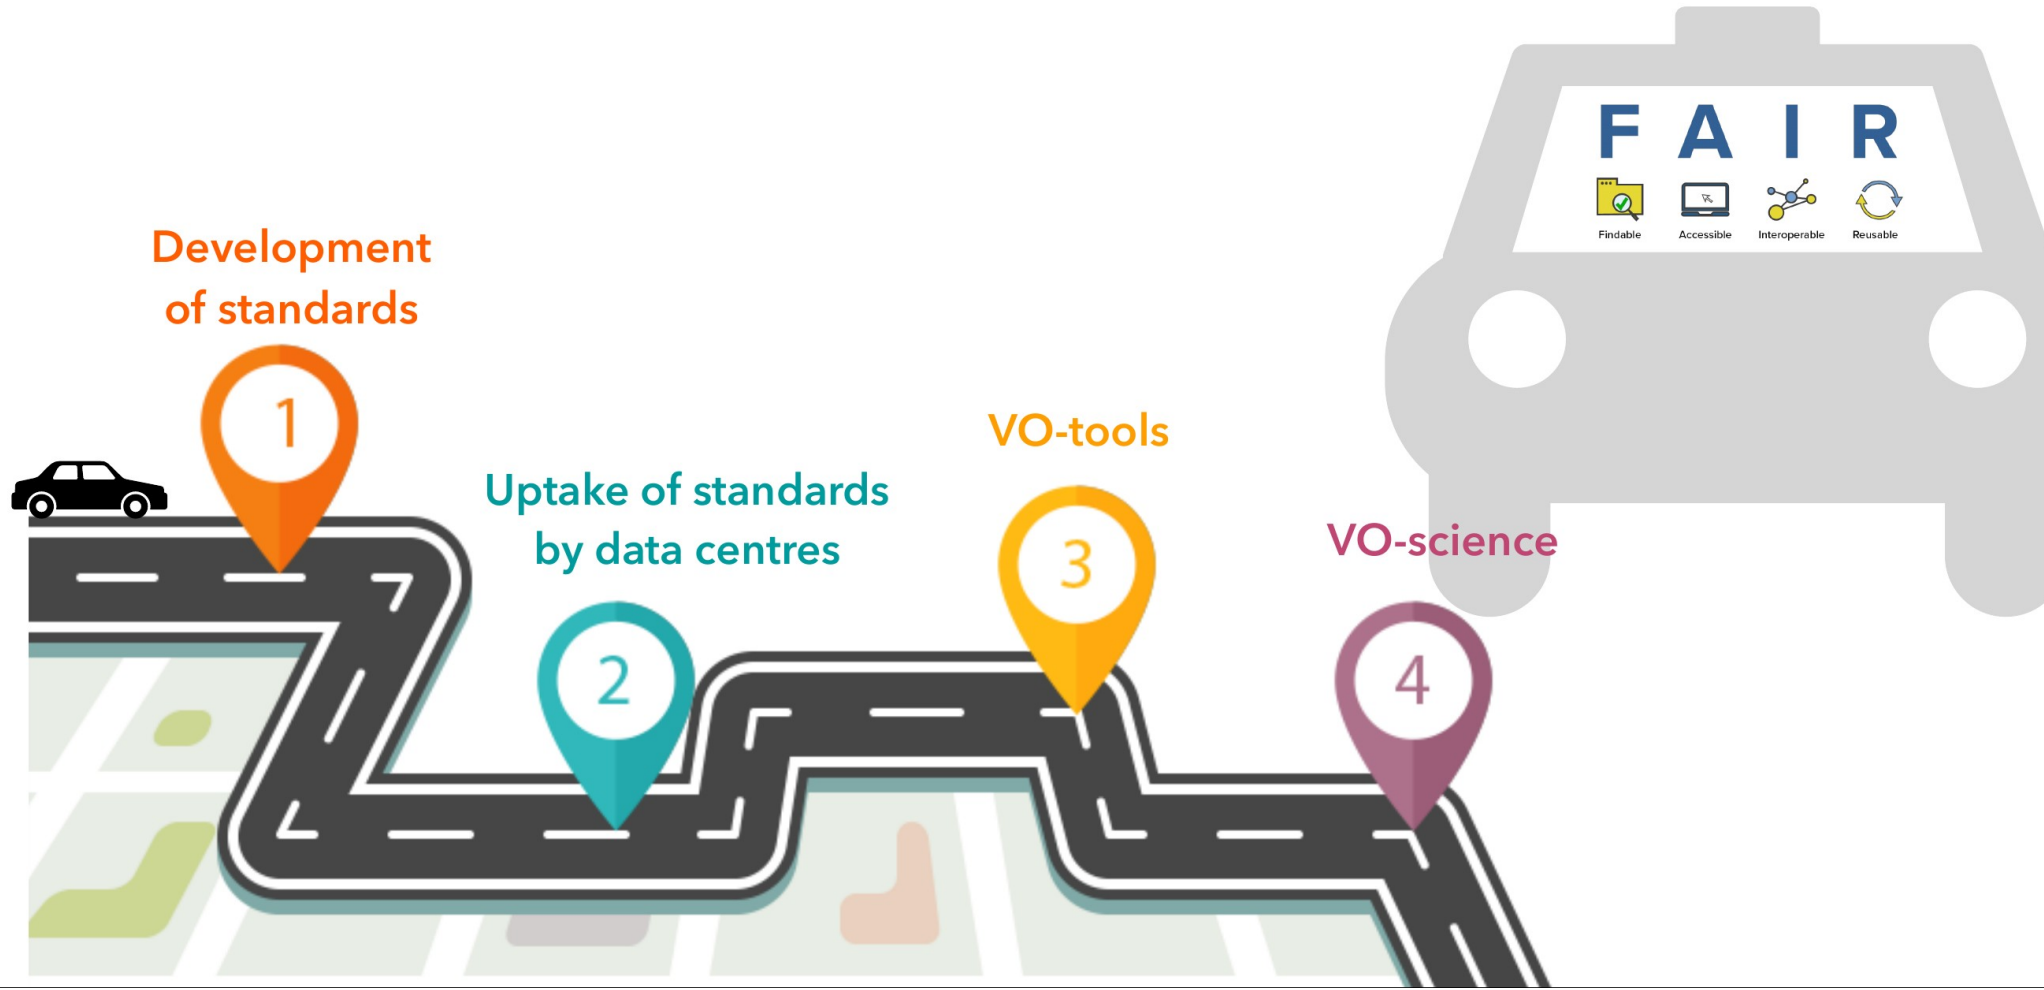 F A I R
Findable Accessible Interoperable Reusable
Development
of standards
1
Uptake of standards
by data centres
2
VO-tools
3
VO-science
4